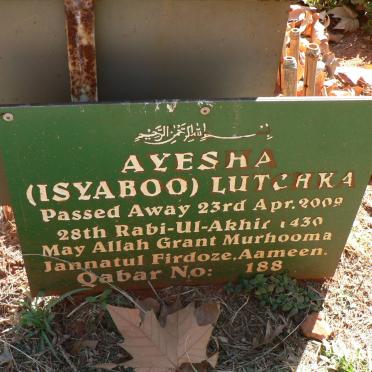 بسم الله الرحمن الرحيم
AYESHA
(ISYABOO) LUTCHKA
Passed Away 23rd Apr. 2009
28th Rabi-Ul-Akhir 1430
May Allah Grant Murhooma
Jannatul Firdoze, Aameen.
Qabar No: 188